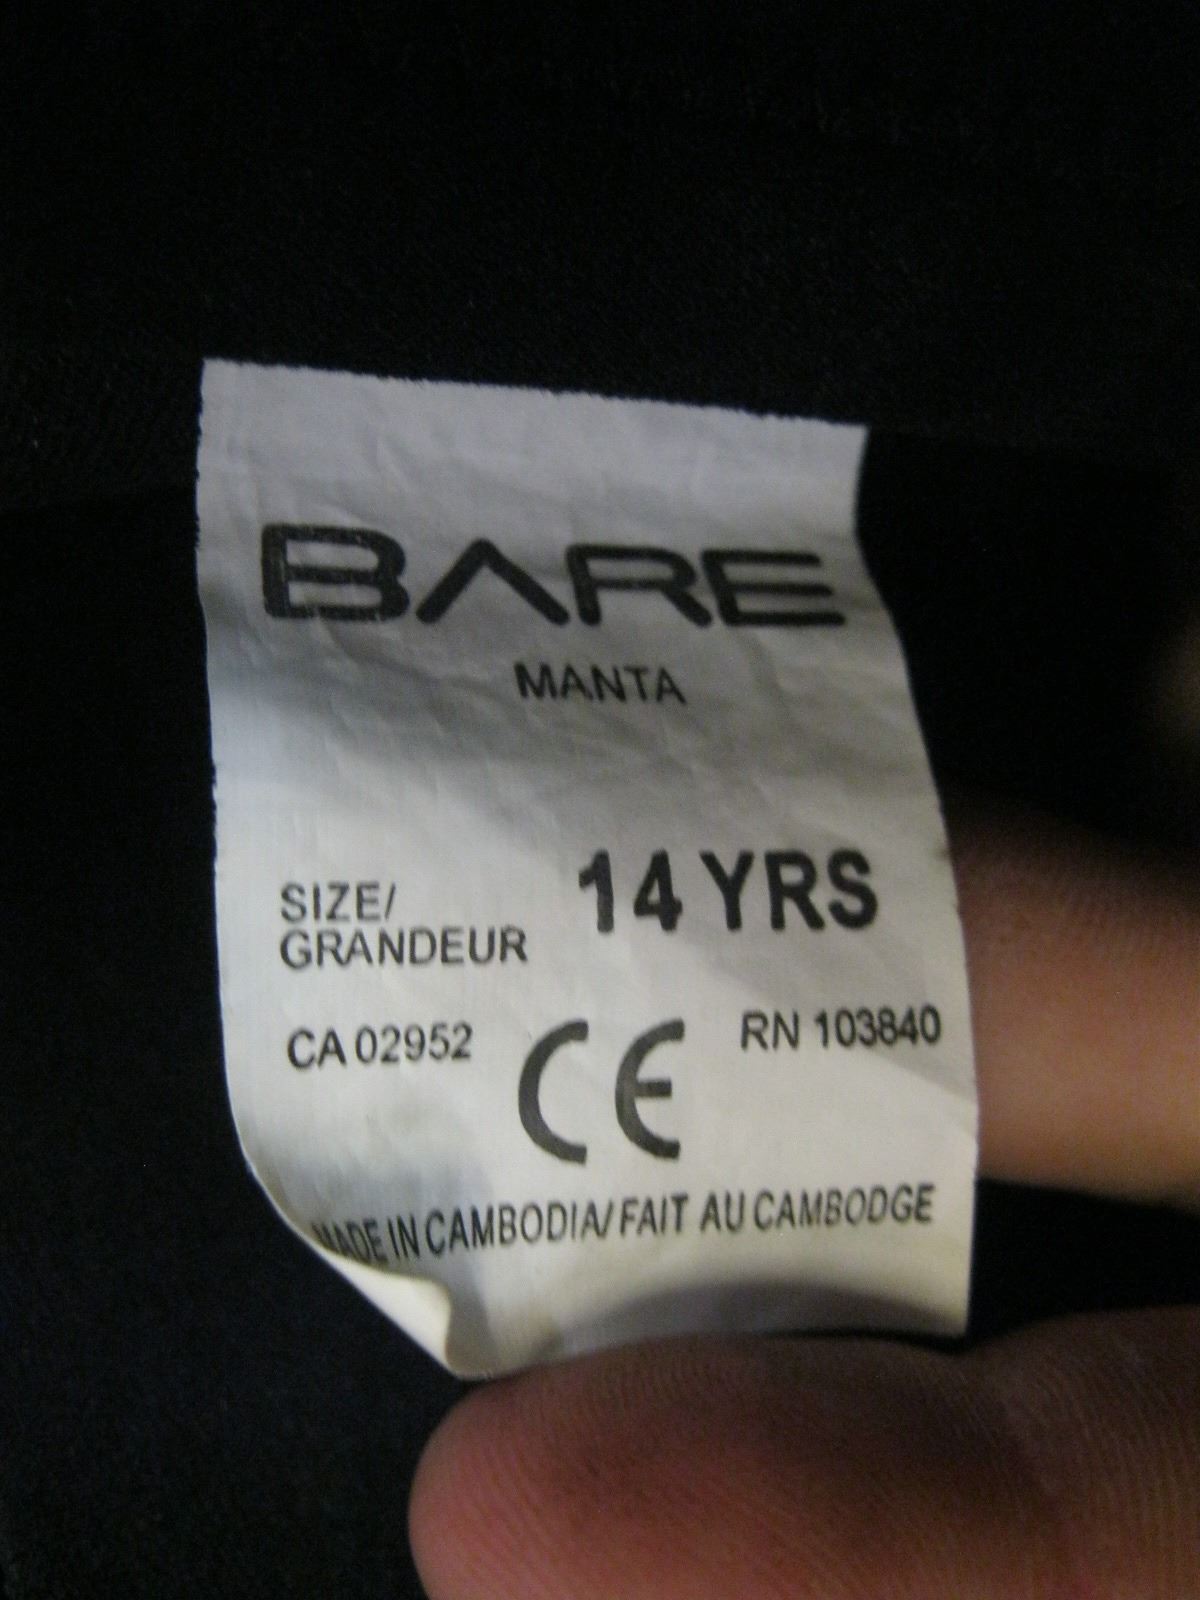 BARE
MANTA
SIZE/
GRANDEUR
14 YRS
CA 02952
CE
RN 103840
MADE IN CAMBODIA/FAIT AU CAMBODGE